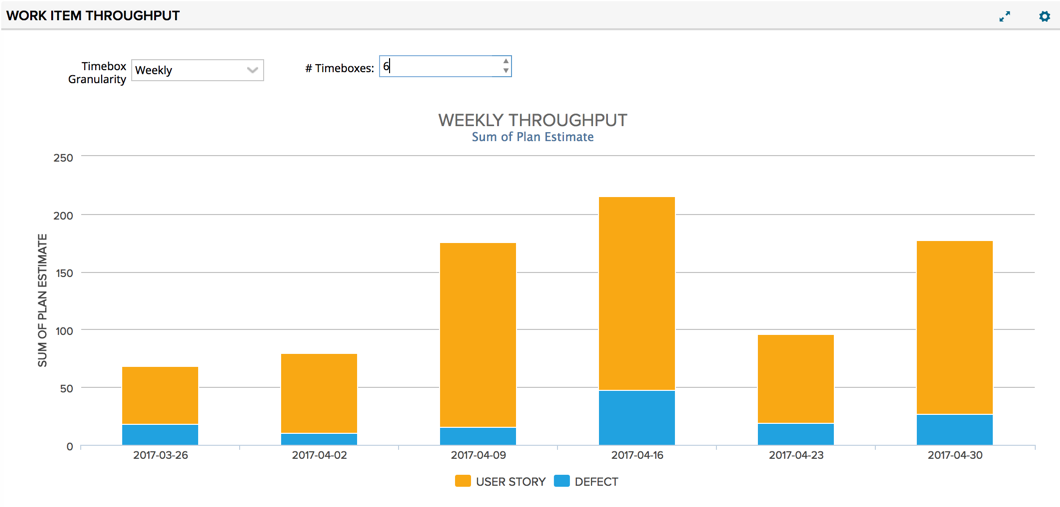 WORK ITEM THROUGHPUT
Timebox
Granularity
Weekly
# Timeboxes:
6
WEEKLY THROUGHPUT
Sum of Plan Estimate
SUM OF PLAN ESTIMATE
250
200
150
100
50
0
2017-03-26
2017-04-02
2017-04-09
2017-04-16
2017-04-23
2017-04-30
USER STORY
DEFECT